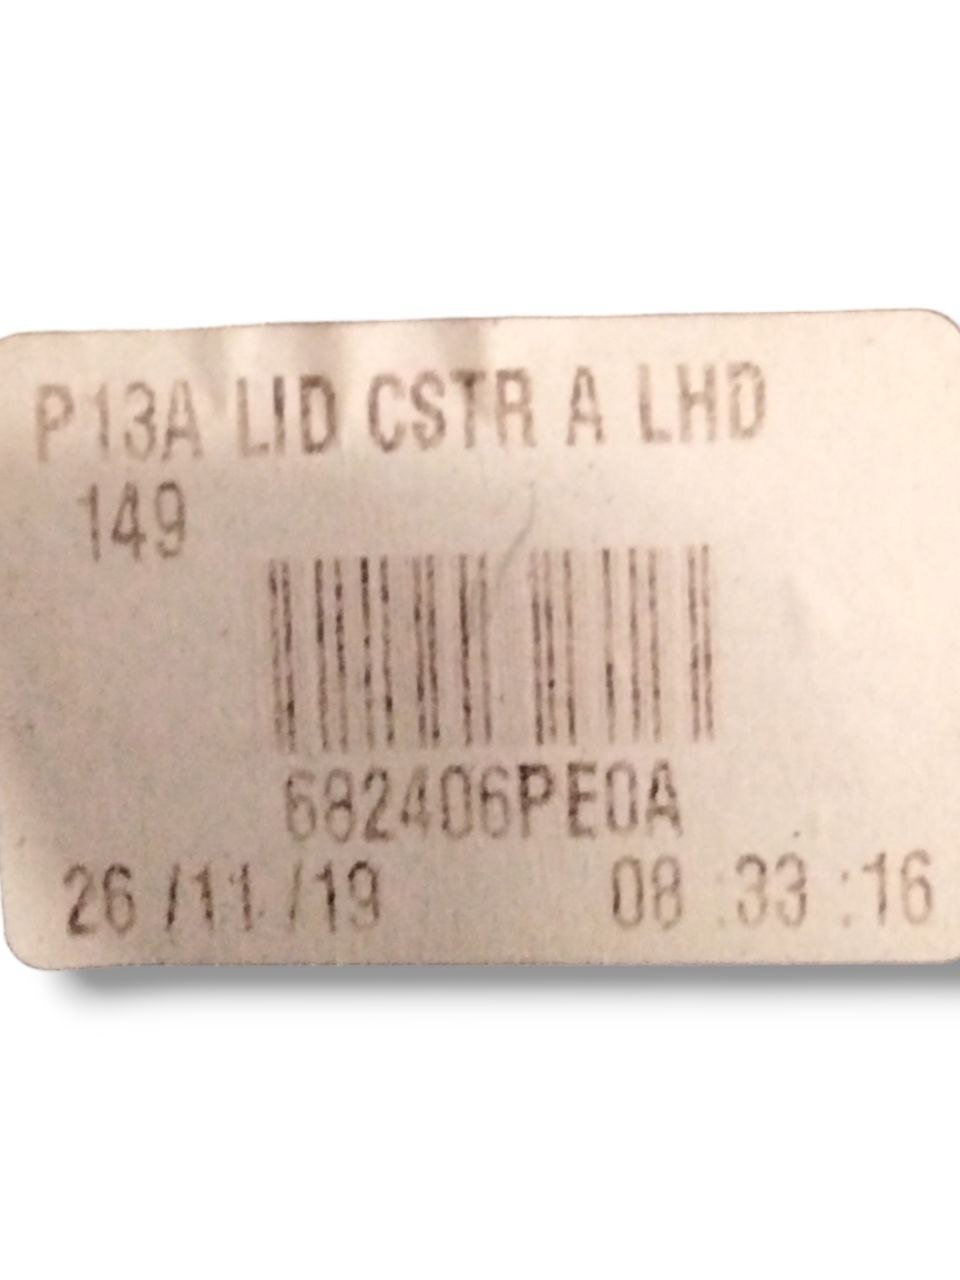 P13A LID CSTR A LHD
149
682406PE0A
26 /11 /19 08 :33 :16